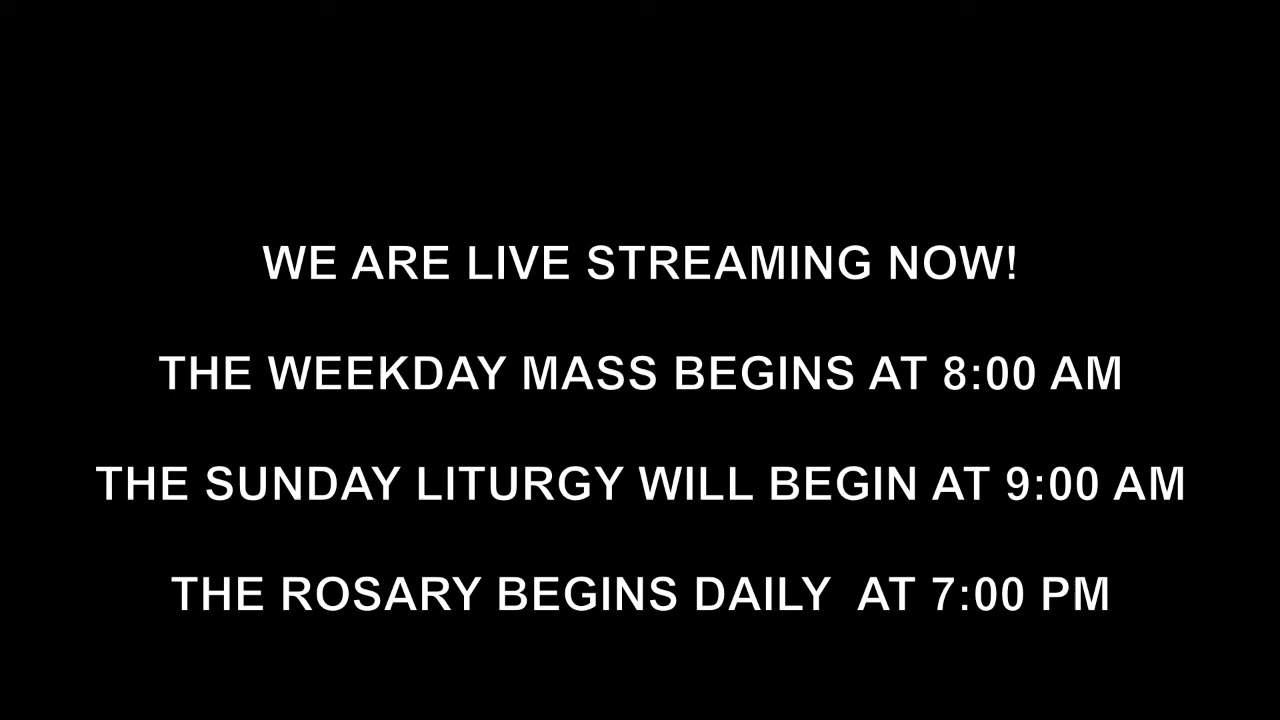 WE ARE LIVE STREAMING NOW!
THE WEEKDAY MASS BEGINS AT 8:00 AM
THE SUNDAY LITURGY WILL BEGIN AT 9:00 AM
THE ROSARY BEGINS DAILY  AT 7:00 PM